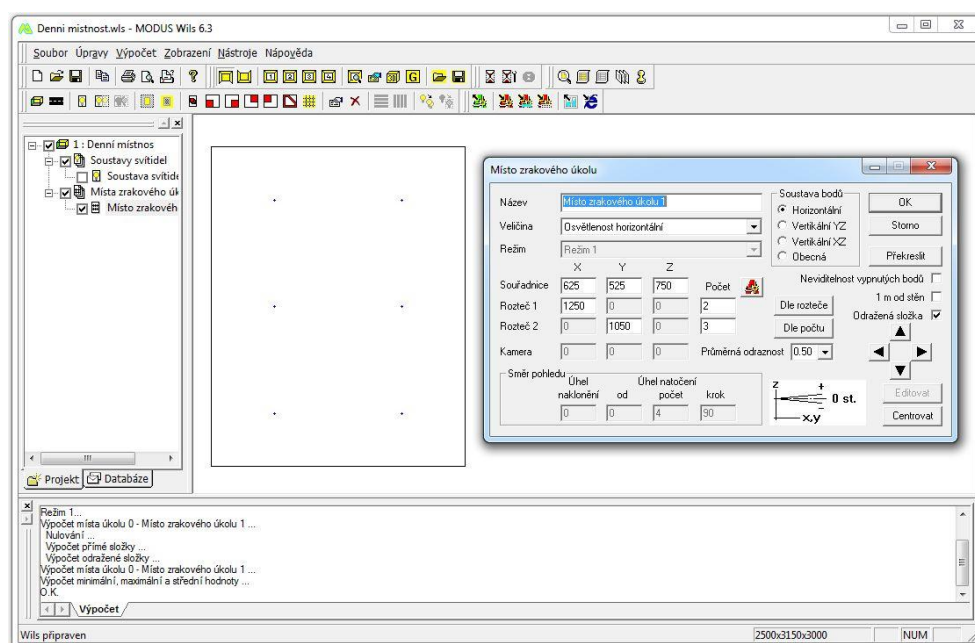 Denni mistnost.wls - MODUS Wils 6.3
Soubor Úpravy Výpočet Zobrazení Nástroje Nápověda
1 : Denní místnos
Soustavy svítidel
Soustava svítide
Místa zrakového úk
Místo zrakovéh
Projekt Databáze
Místo zrakového úkolu
Název Místo zrakového úkolu 1
Veličina Osvětlenost horizontální
Režim Režim 1
X Y Z
Souřadnice 625 525 750 Počet
Rozteč 1 1250 0 0 2
Rozteč 2 0 1050 0 3
Kamera 0 0 0 Průměrná odraznost 0.50
Směr pohledu
Úhel Úhel natočení
naklonění od počet krok
0 0 4 90
Soustava bodů
Horizontální
Vertikální YZ
Vertikální XZ
Obecná
OK
Storno
Překreslit
Neviditelnost vypnutých bodů
1 m od stěn
Dle rozteče
Odražená složka
Dle počtu
z + 0 st. - x,y
Editovat
Centrovat
Režim 1...
Výpočet místa úkolu 0 - Místo zrakového úkolu 1 ...
Nulování ...
Výpočet přímé složky ...
Výpočet odražené složky ...
Výpočet místa úkolu 0 - Místo zrakového úkolu 1 ...
Výpočet minimální, maximální a střední hodnoty ...
O.K.
Výpočet
Wils připraven 2500x3150x3000 NUM